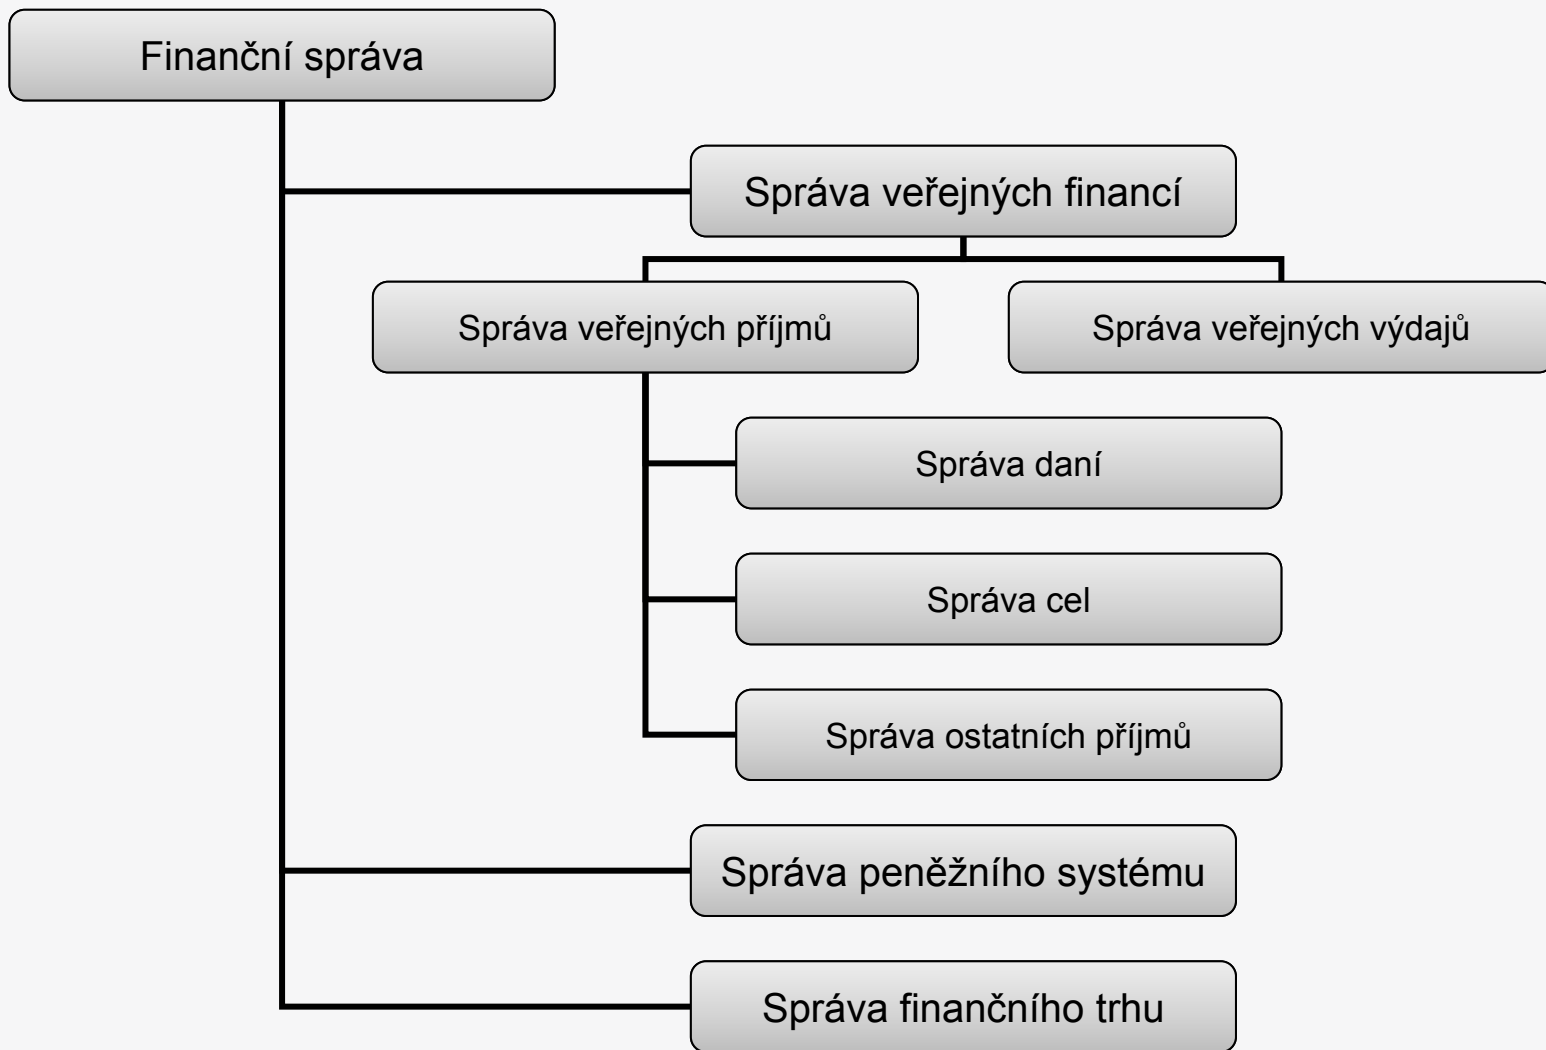 Finanční správa
Správa veřejných financí
Správa veřejných příjmů
Správa veřejných výdajů
Správa daní
Správa cel
Správa ostatních příjmů
Správa peněžního systému
Správa finančního trhu